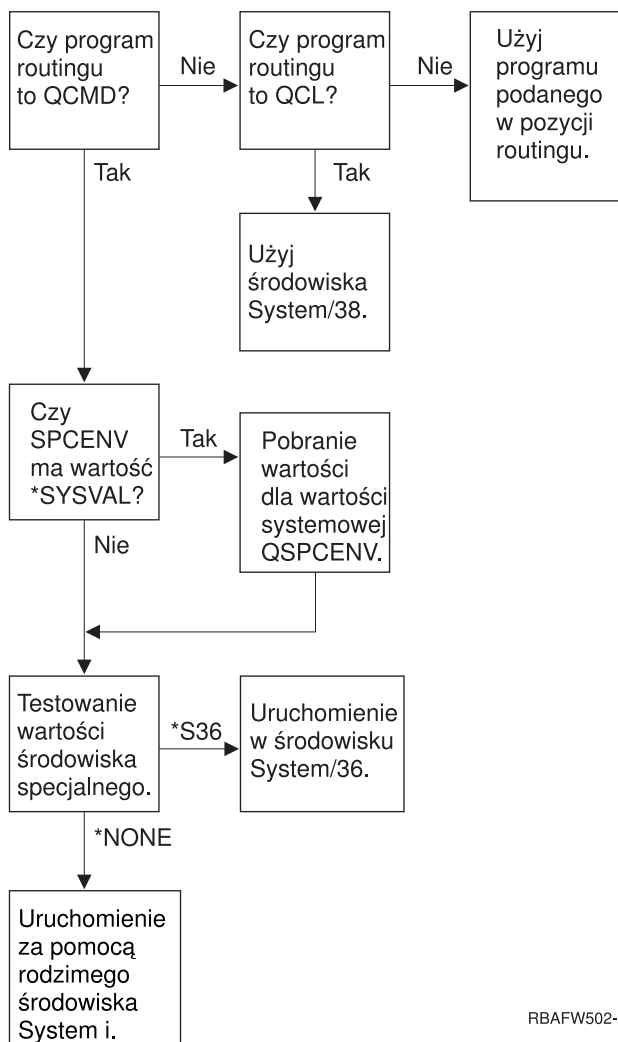 Czy program
routingu
to QCMD?
Nie
Czy program
routingu
to QCL?
Nie
Użyj
programu
podanego
w pozycji
routingu.
Tak
Tak
Użyj
środowiska
System/38.
Czy
SPCENV
ma wartość
*SYSVAL?
Tak
Pobranie
wartości
dla wartości
systemowej
QSPCENV.
Nie
Testowanie
wartości
środowiska
specjalnego.
*S36
Uruchomienie
w środowisku
System/36.
*NONE
Uruchomienie
za pomocą
rodzimego
środowiska
System i.
RBAFW502-